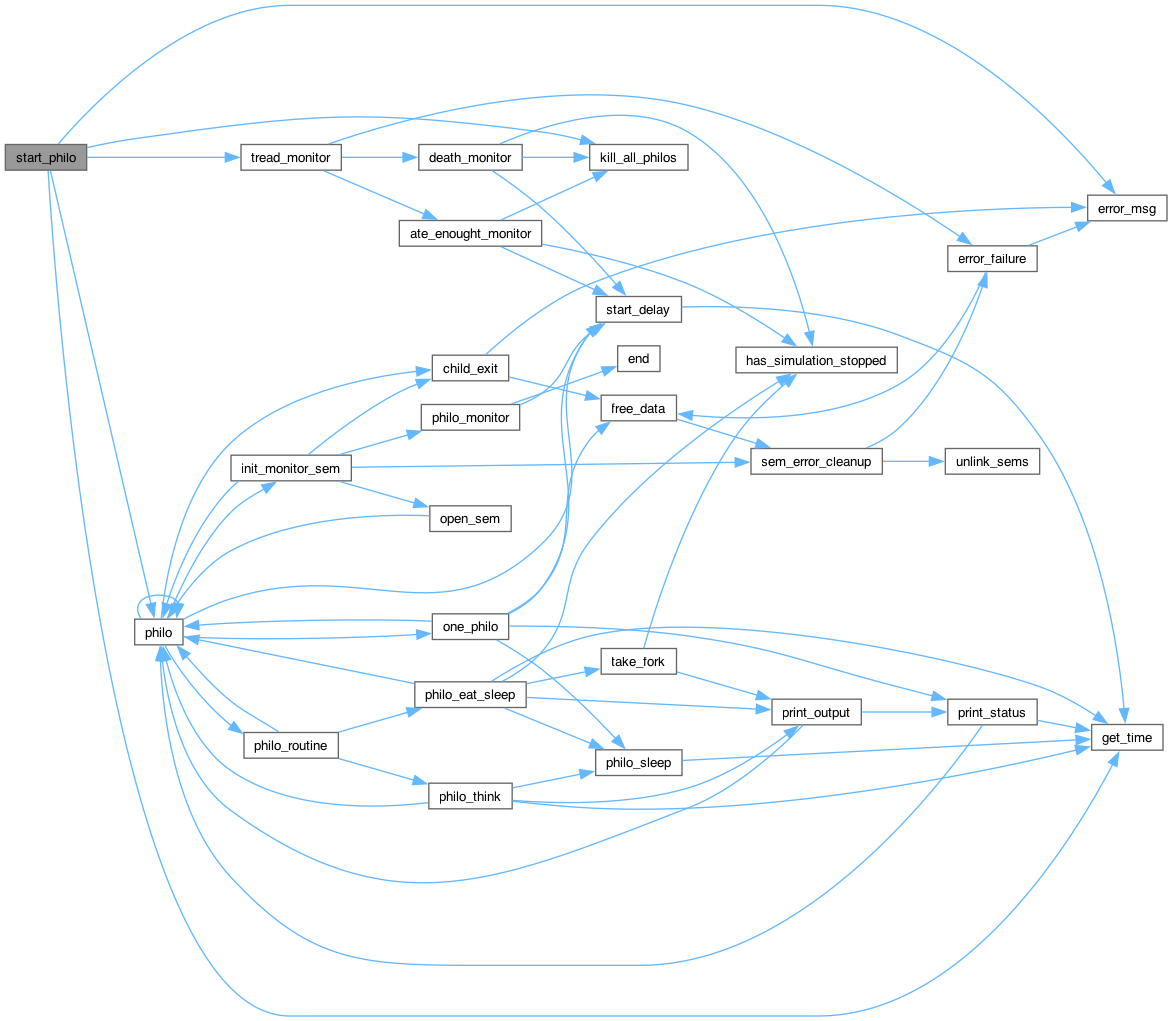 start_philo
tread_monitor
death_monitor
kill_all_philos
error_msg
ate_enought_monitor
error_failure
start_delay
end
has_simulation_stopped
child_exit
philo_monitor
free_data
init_monitor_sem
sem_error_cleanup
unlink_sems
open_sem
philo
one_philo
take_fork
philo_eat_sleep
print_output
print_status
get_time
philo_routine
philo_sleep
philo_think